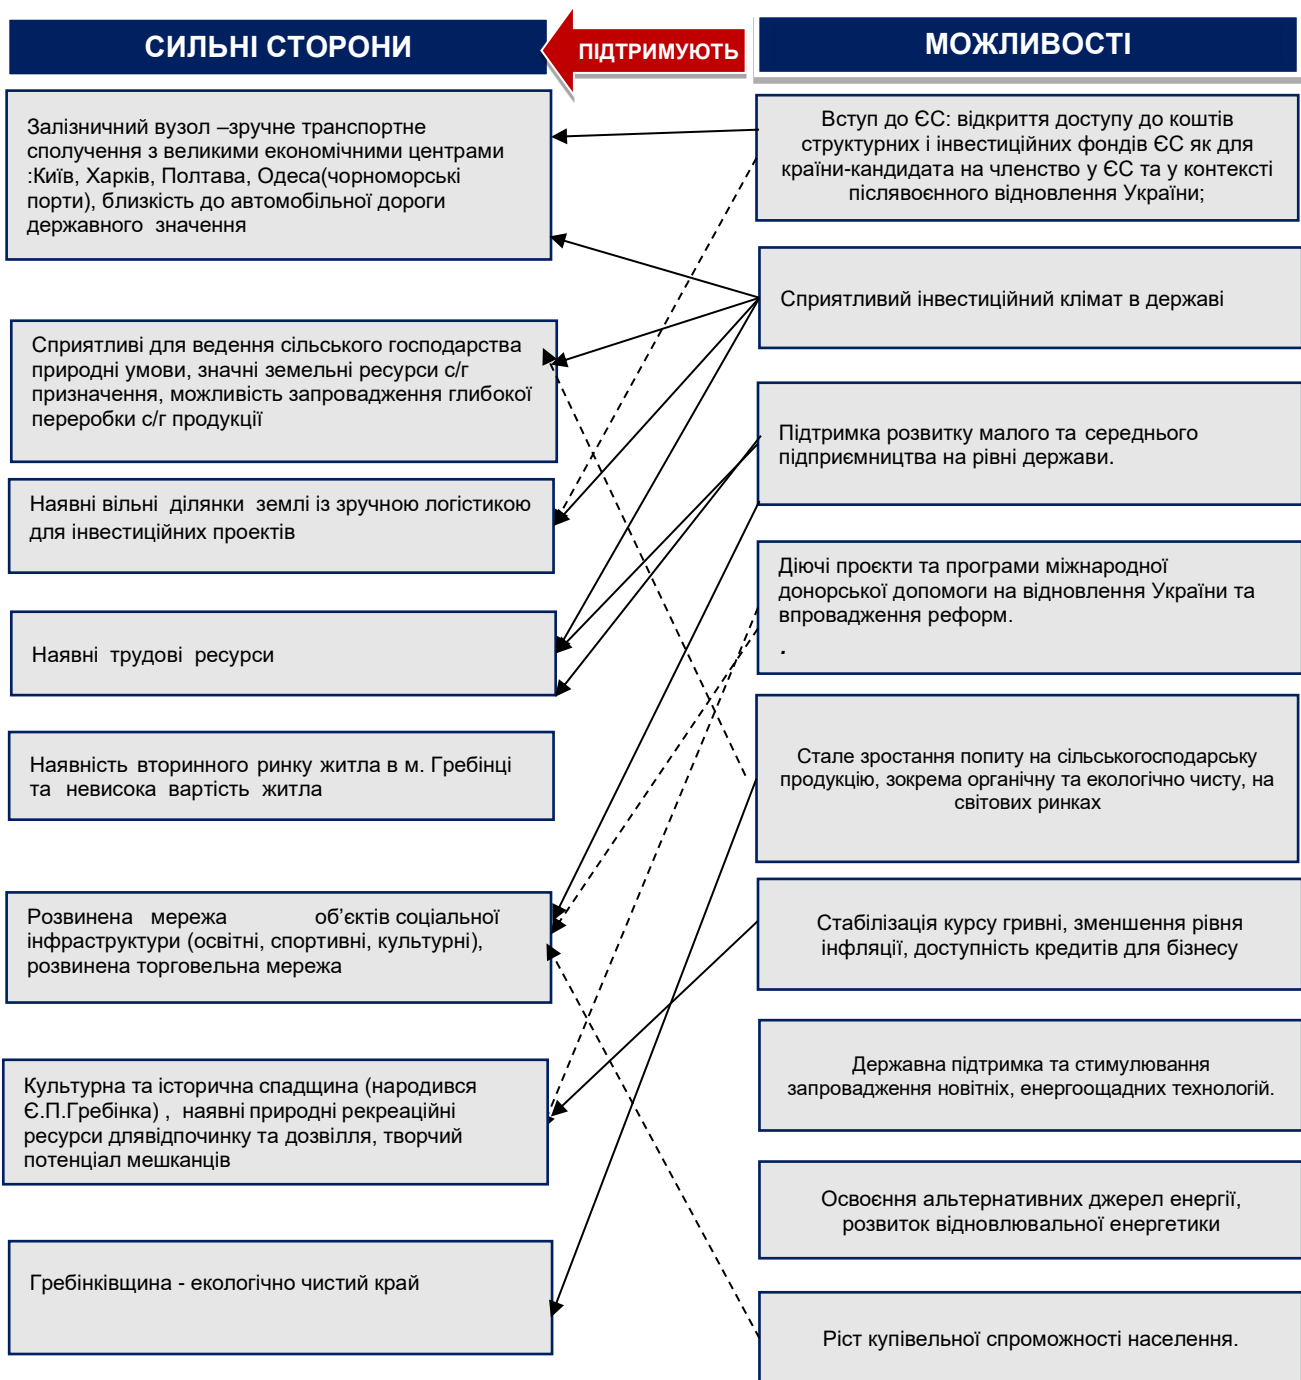 СИЛЬНІ СТОРОНИ
ПІДТРИМУЮТЬ
МОЖЛИВОСТІ
Залізничний вузол –зручне транспортне
сполучення з великими економічними центрами
:Київ, Харків, Полтава, Одеса(чорноморські
порти), близкість до автомобільної дороги
державного значення
Сприятливі для ведення сільського господарства
природні умови, значні земельні ресурси с/г
призначення, можливість запровадження глибокої
переробки с/г продукції
Наявні вільні ділянки землі із зручною логістикою
для інвестиційних проектів
Наявні трудові ресурси
Наявність вторинного ринку житла в м. Гребінці
та невисока вартість житла
Розвинена мережа об’єктів соціальної
інфраструктури (освітні, спортивні, культурні),
розвинена торговельна мережа
Культурна та історична спадщина (народився
Є.П.Гребінка) , наявні природні рекреаційні
ресурси длявідпочинку та дозвілля, творчий
потенціал мешканців
Гребінківщина - екологічно чистий край
Вступ до ЄС: відкриття доступу до коштів
структурних і інвестиційних фондів ЄС як для
країни-кандидата на членство у ЄС та у контексті
післявоєнного відновлення України;
Сприятливий інвестиційний клімат в державі
Підтримка розвитку малого та середнього
підприємництва на рівні держави.
Діючі проєкти та програми міжнародної
донорської допомоги на відновлення України та
впровадження реформ.
.
Стале зростання попиту на сільськогосподарську
продукцію, зокрема органічну та екологічно чисту, на
світових ринках
Стабілізація курсу гривні, зменшення рівня
інфляції, доступність кредитів для бізнесу
Державна підтримка та стимулювання
запровадження новітніх, енергоощадних технологій.
Освоєння альтернативних джерел енергії,
розвиток відновлювальної енергетики
Ріст купівельної спроможності населення.